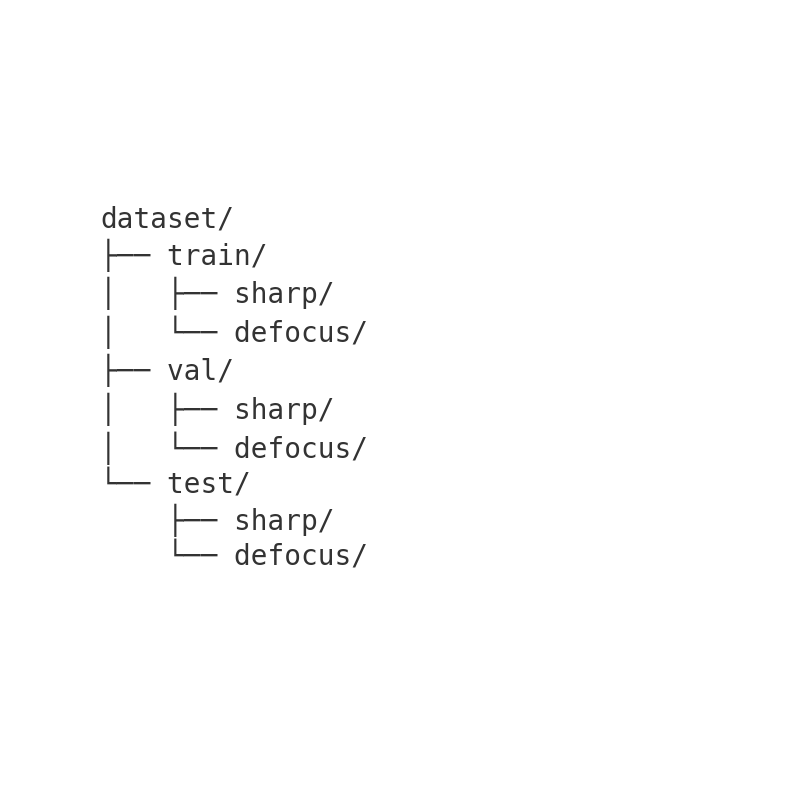 dataset/
├── train/
│   ├── sharp/
│   └── defocus/
├── val/
│   ├── sharp/
│   └── defocus/
└── test/
    ├── sharp/
    └── defocus/